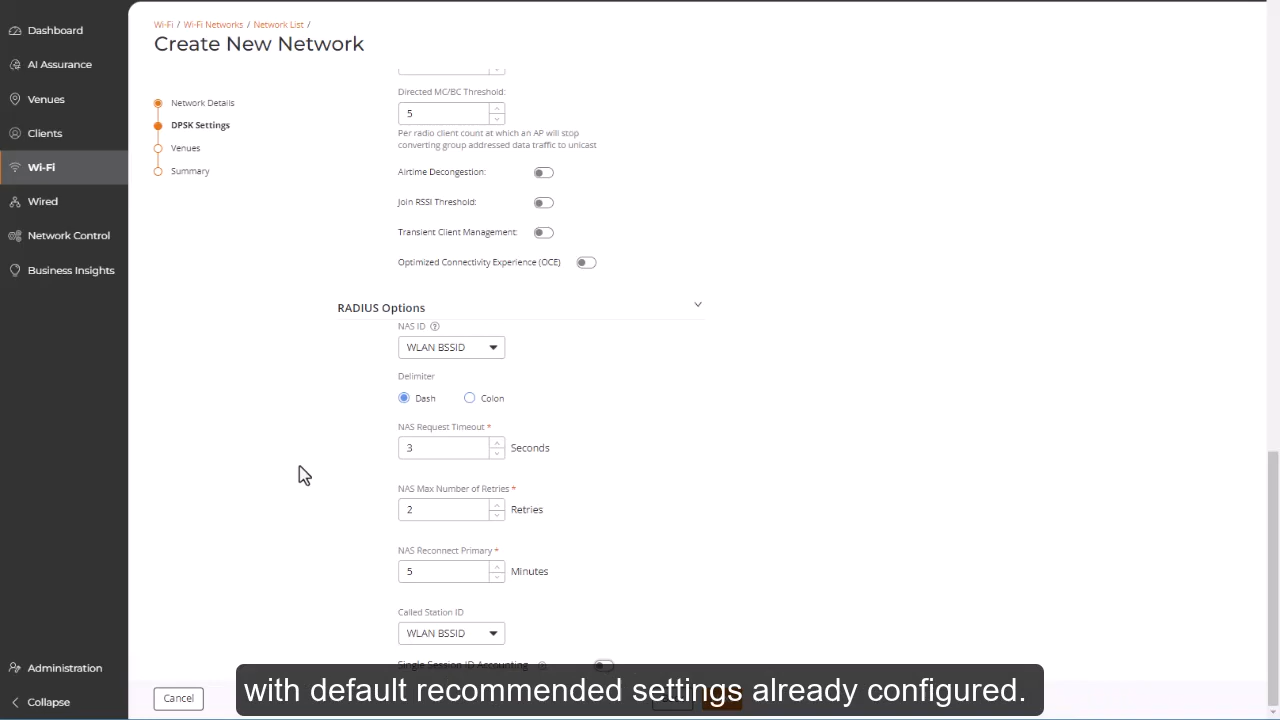 Dashboard
AI Assurance
Venues
Clients
Wi-Fi
Wired
Network Control
Business Insights
Administration
Collapse
Wi-Fi / Wi-Fi Networks / Network List /
Create New Network
Network Details
DPSK Settings
Venues
Summary
Directed MC/BC Threshold:
5
Per radio client count at which an AP will stop
converting group addressed data traffic to unicast
Airtime Decongestion:
Join RSSI Threshold:
Transient Client Management:
Optimized Connectivity Experience (OCE)
RADIUS Options
NAS ID ?
WLAN BSSID
Delimiter
Dash Colon
NAS Request Timeout *
3 Seconds
NAS Max Number of Retries *
2 Retries
NAS Reconnect Primary *
5 Minutes
Called Station ID
WLAN BSSID
Single Session ID Accounting
Cancel
with default recommended settings already configured.